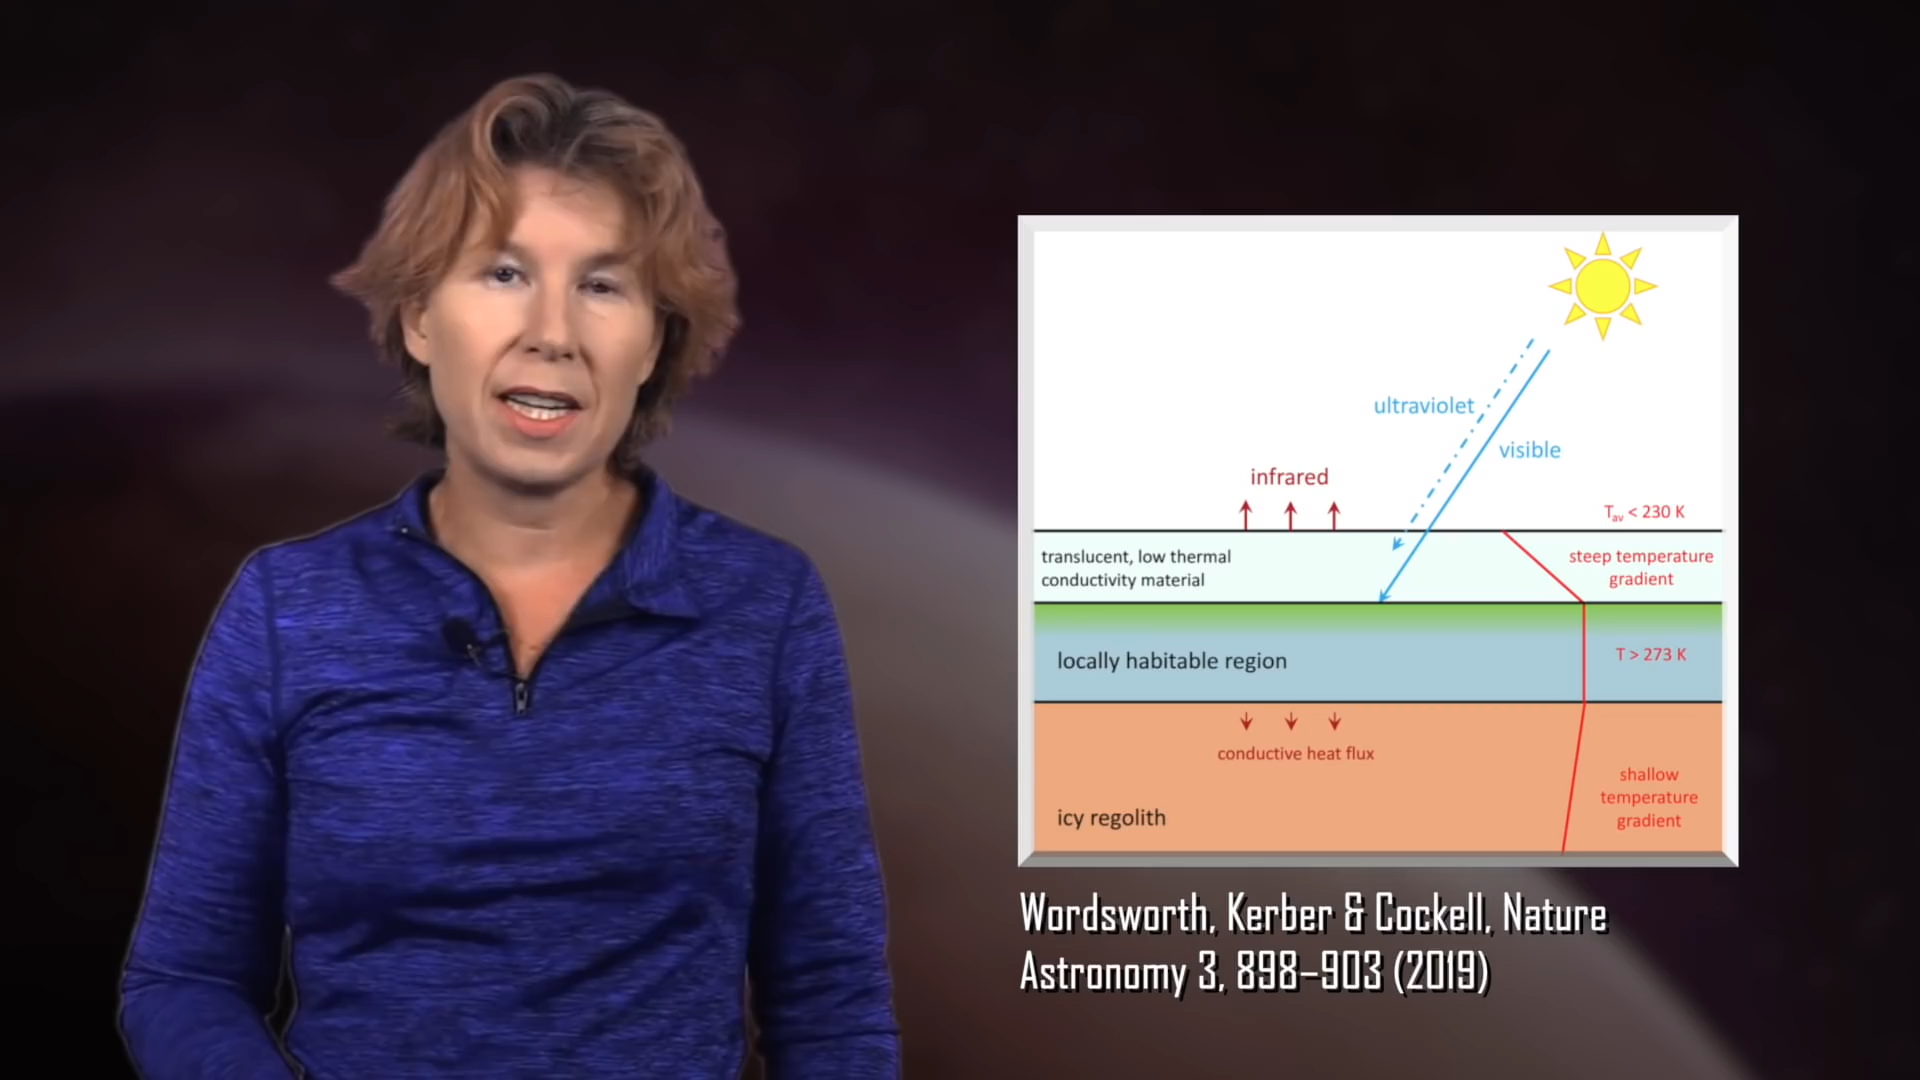 ultraviolet
visible
infrared
Tav < 230 K
translucent, low thermal
conductivity material
steep temperature
gradient
locally habitable region
T > 273 K
conductive heat flux
icy regolith
shallow
temperature
gradient
Wordsworth, Kerber & Cockell, Nature
Astronomy 3, 898–903 (2019)